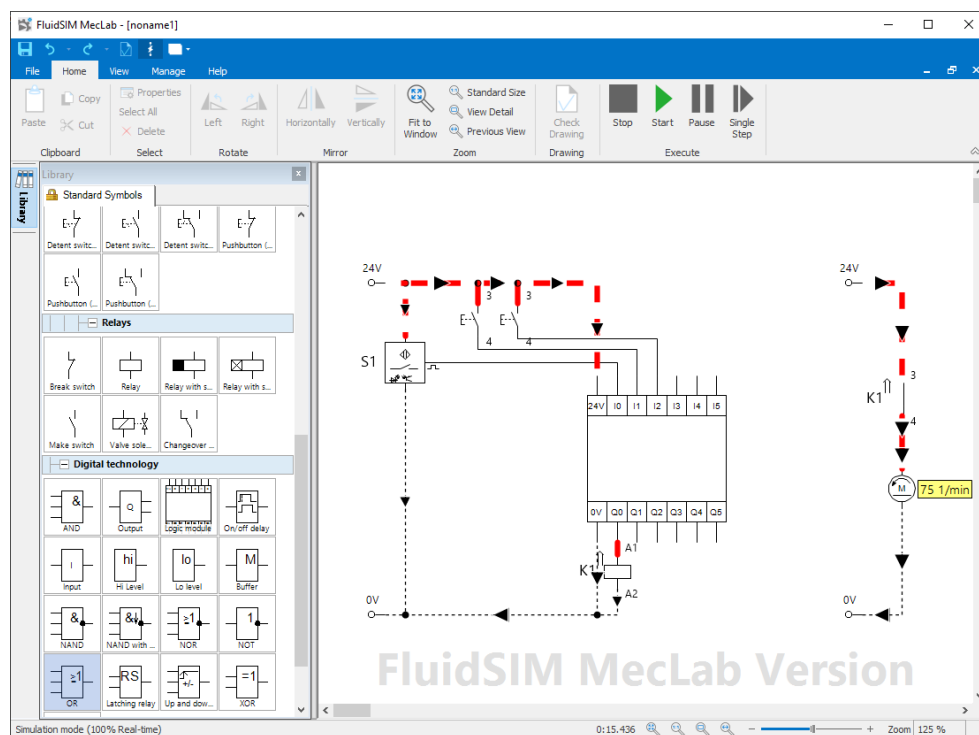 FluidSIM MecLab - [noname1]
File Home View Manage Help
Paste
Copy
Cut
Clipboard
Properties
Select All
Delete
Select
Left Right
Rotate
Horizontally Vertically
Mirror
Fit to
Window
Standard Size
View Detail
Previous View
Zoom
Check
Drawing
Drawing
Stop Start Pause Single
Step
Execute
Library
Library
Standard Symbols
Detent switc... Detent switc... Detent switc... Pushbutton (...
Pushbutton (... Pushbutton (...
Relays
Break switch Relay Relay with s... Relay with s...
Make switch Valve sole... Changeover ...
Digital technology
& Q
AND Output Logic module On/off delay
I hi lo M
Input Hi Level Lo level Buffer
& &↓ ≥1 1
NAND NAND with ... NOR NOT
≥1 RS +/- =1
OR Latching relay Up and dow... XOR
24V
3 3
4 4
S1
24V I0 I1 I2 I3 I4 I5
0V Q0 Q1 Q2 Q3 Q4 Q5
A1
K1
A2
0V
24V
3
K1
4
M 75 1/min
0V
FluidSIM MecLab Version
Simulation mode (100% Real-time)
0:15.436
Zoom 125 %